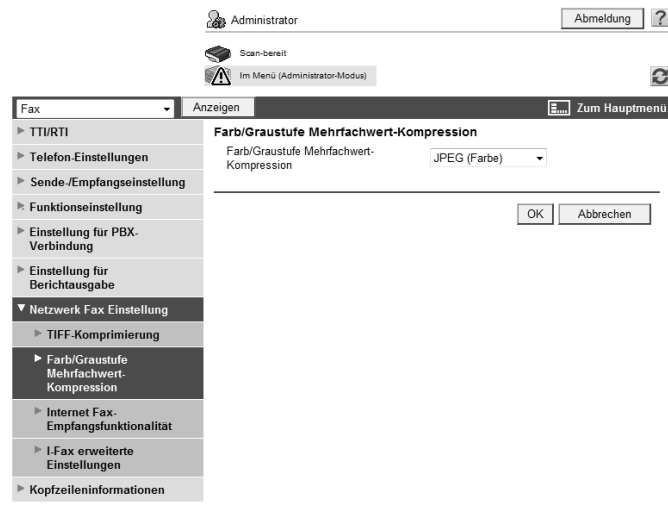 Administrator
Abmeldung
?
Scan-bereit
Im Menü (Administrator-Modus)
Fax
Anzeigen
Zum Hauptmenü
TTI/RTI
Telefon-Einstellungen
Sende-/Empfangseinstellung
Funktionseinstellung
Einstellung für PBX-
Verbindung
Einstellung für
Berichtausgabe
Netzwerk Fax Einstellung
TIFF-Komprimierung
Farb/Graustufe
Mehrfachwert-
Kompression
Internet Fax-
Empfangsfunktionalität
I-Fax erweiterte
Einstellungen
Kopfzeileninformationen
Farb/Graustufe Mehrfachwert-Kompression
Farb/Graustufe Mehrfachwert-
Kompression
JPEG (Farbe)
OK
Abbrechen